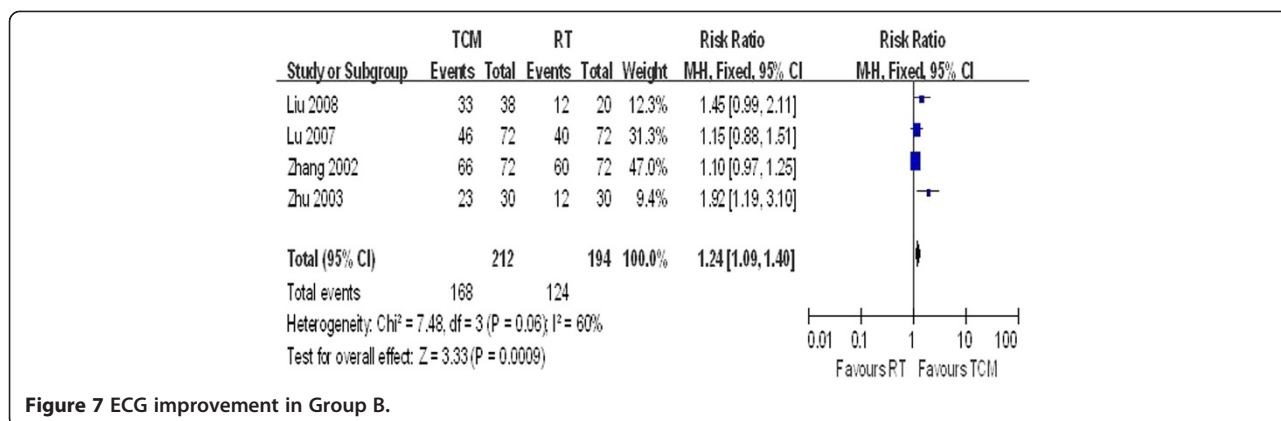 TCM RT Risk Ratio Risk Ratio
Study or Subgroup Events Total Events Total Weight M-H, Fixed, 95% CI M-H, Fixed, 95% CI
Liu 2008 33 38 12 20 12.3% 1.45 [0.99, 2.11]
Lu 2007 46 72 40 72 31.3% 1.15 [0.88, 1.51]
Zhang 2002 66 72 60 72 47.0% 1.10 [0.97, 1.25]
Zhu 2003 23 30 12 30 9.4% 1.92 [1.19, 3.10]
Total (95% CI) 212 194 100.0% 1.24 [1.09, 1.40]
Total events 168 124
Heterogeneity: Chi² = 7.48, df = 3 (P = 0.06); I² = 60%
Test for overall effect: Z = 3.33 (P = 0.0009)
0.01 0.1 1 10 100
Favours RT Favours TCM
Figure 7 ECG improvement in Group B.